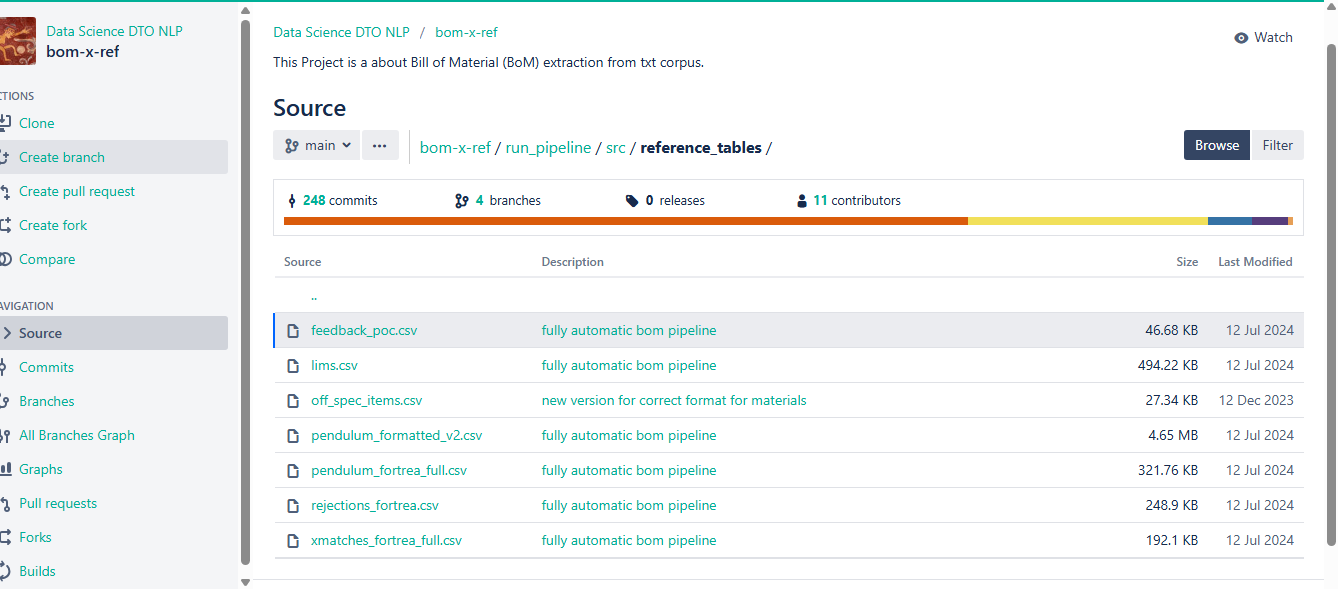 Data Science DTO NLP
bom-x-ref
CTIONS
Clone
Create branch
Create pull request
Create fork
Compare
AVIGATION
Source
Commits
Branches
All Branches Graph
Graphs
Pull requests
Forks
Builds
Data Science DTO NLP / bom-x-ref
Watch
This Project is a about Bill of Material (BoM) extraction from txt corpus.
Source
main ... bom-x-ref / run_pipeline / src / reference_tables /
Browse Filter
248 commits 4 branches 0 releases 11 contributors
Source Description Size Last Modified
..
feedback_poc.csv fully automatic bom pipeline 46.68 KB 12 Jul 2024
lims.csv fully automatic bom pipeline 494.22 KB 12 Jul 2024
off_spec_items.csv new version for correct format for materials 27.34 KB 12 Dec 2023
pendulum_formatted_v2.csv fully automatic bom pipeline 4.65 MB 12 Jul 2024
pendulum_fortrea_full.csv fully automatic bom pipeline 321.76 KB 12 Jul 2024
rejections_fortrea.csv fully automatic bom pipeline 248.9 KB 12 Jul 2024
xmatches_fortrea_full.csv fully automatic bom pipeline 192.1 KB 12 Jul 2024